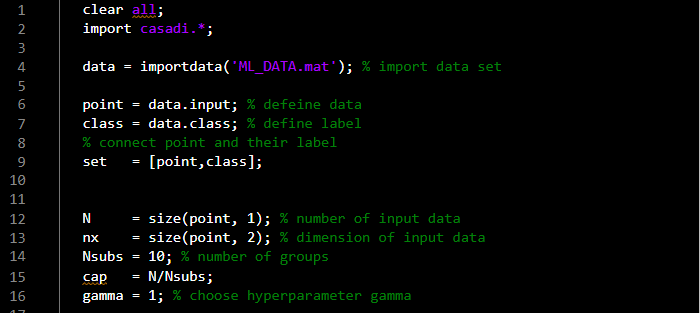 1 clear all;
2 import casadi.*;
3
4 data = importdata('ML_DATA.mat'); % import data set
5
6 point = data.input; % defeine data
7 class = data.class; % define label
8 % connect point and their label
9 set   = [point,class];
10
11
12 N     = size(point, 1); % number of input data
13 nx    = size(point, 2); % dimension of input data
14 Nsubs = 10; % number of groups
15 cap   = N/Nsubs;
16 gamma = 1; % choose hyperparameter gamma